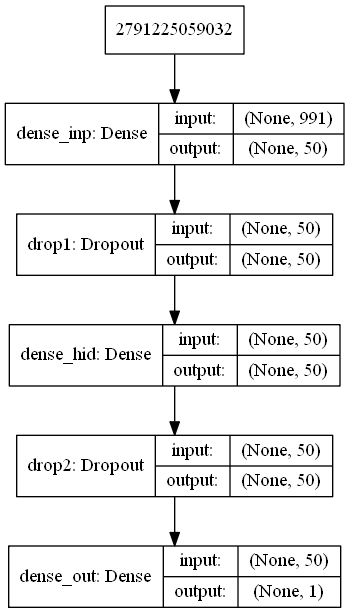 2791225059032
dense_inp: Dense
input: (None, 991)
output: (None, 50)
drop1: Dropout
input: (None, 50)
output: (None, 50)
dense_hid: Dense
input: (None, 50)
output: (None, 50)
drop2: Dropout
input: (None, 50)
output: (None, 50)
dense_out: Dense
input: (None, 50)
output: (None, 1)